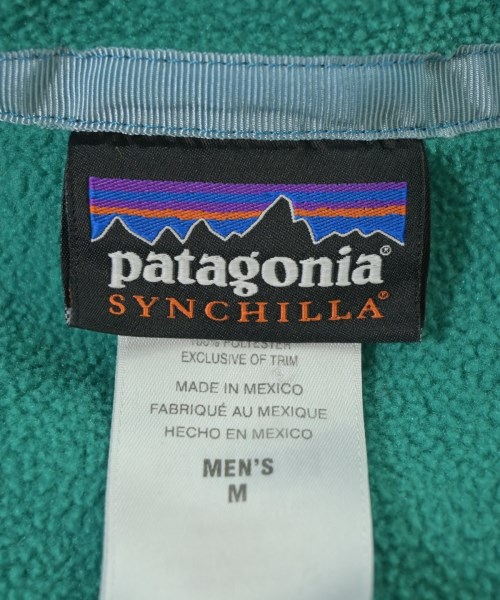 patagonia®
SYNCHILLA®
100% POLYESTER
EXCLUSIVE OF TRIM
MADE IN MEXICO
FABRIQUÉ AU MEXIQUE
HECHO EN MEXICO
MEN'S
M